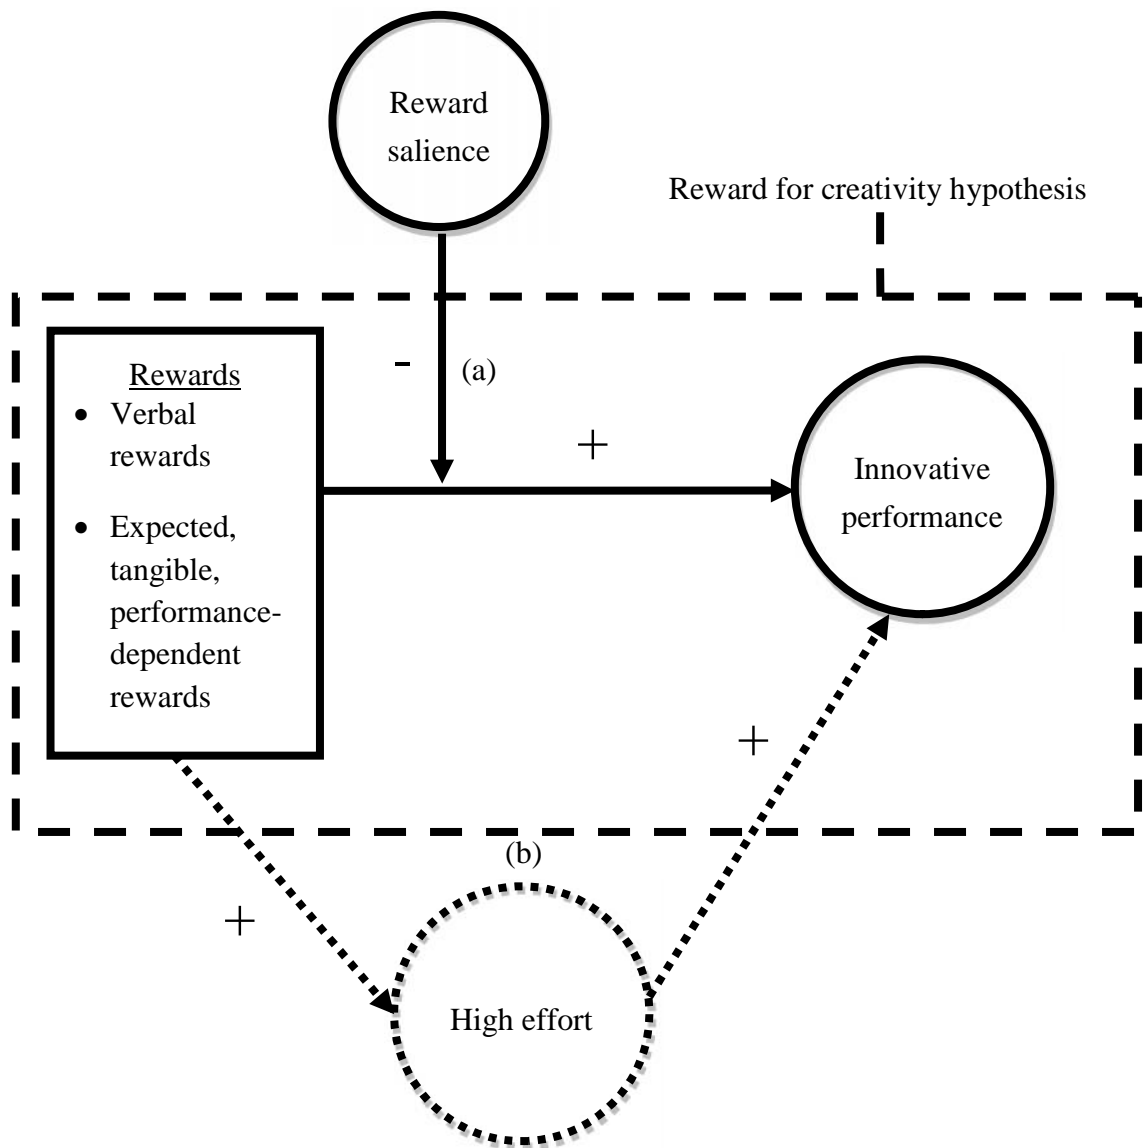 Reward
salience
Reward for creativity hypothesis
Rewards
• Verbal
rewards
• Expected,
tangible,
performance-
dependent
rewards
-
(a)
+
Innovative
performance
+
(b)
+
High effort